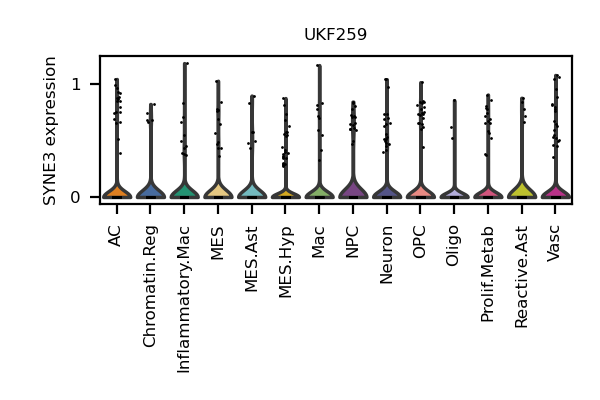 UKF259
SYNE3 expression
1
0
AC
Chromatin.Reg
Inflammatory.Mac
MES
MES.Ast
MES.Hyp
Mac
NPC
Neuron
OPC
Oligo
Prolif.Metab
Reactive.Ast
Vasc